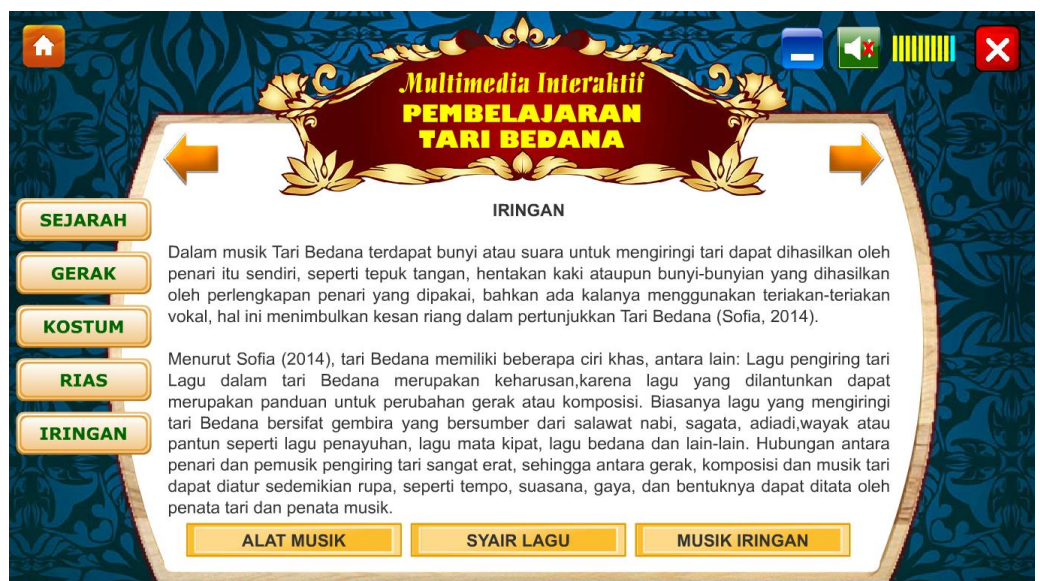 Multimedia Interaktif
PEMBELAJARAN
TARI BEDANA
SEJARAH
GERAK
KOSTUM
RIAS
IRINGAN
IRINGAN
Dalam musik Tari Bedana terdapat bunyi atau suara untuk mengiringi tari dapat dihasilkan oleh
penari itu sendiri, seperti tepuk tangan, hentakan kaki ataupun bunyi-bunyian yang dihasilkan
oleh perlengkapan penari yang dipakai, bahkan ada kalanya menggunakan teriakan-teriakan
vokal, hal ini menimbulkan kesan riang dalam pertunjukkan Tari Bedana (Sofia, 2014).
Menurut Sofia (2014), tari Bedana memiliki beberapa ciri khas, antara lain: Lagu pengiring tari
Lagu dalam tari Bedana merupakan keharusan,karena lagu yang dilantunkan dapat
merupakan panduan untuk perubahan gerak atau komposisi. Biasanya lagu yang mengiringi
tari Bedana bersifat gembira yang bersumber dari salawat nabi, sagata, adiadi,wayak atau
pantun seperti lagu penayuhan, lagu mata kipat, lagu bedana dan lain-lain. Hubungan antara
penari dan pemusik pengiring tari sangat erat, sehingga antara gerak, komposisi dan musik tari
dapat diatur sedemikian rupa, seperti tempo, suasana, gaya, dan bentuknya dapat ditata oleh
penata tari dan penata musik.
ALAT MUSIK
SYAIR LAGU
MUSIK IRINGAN